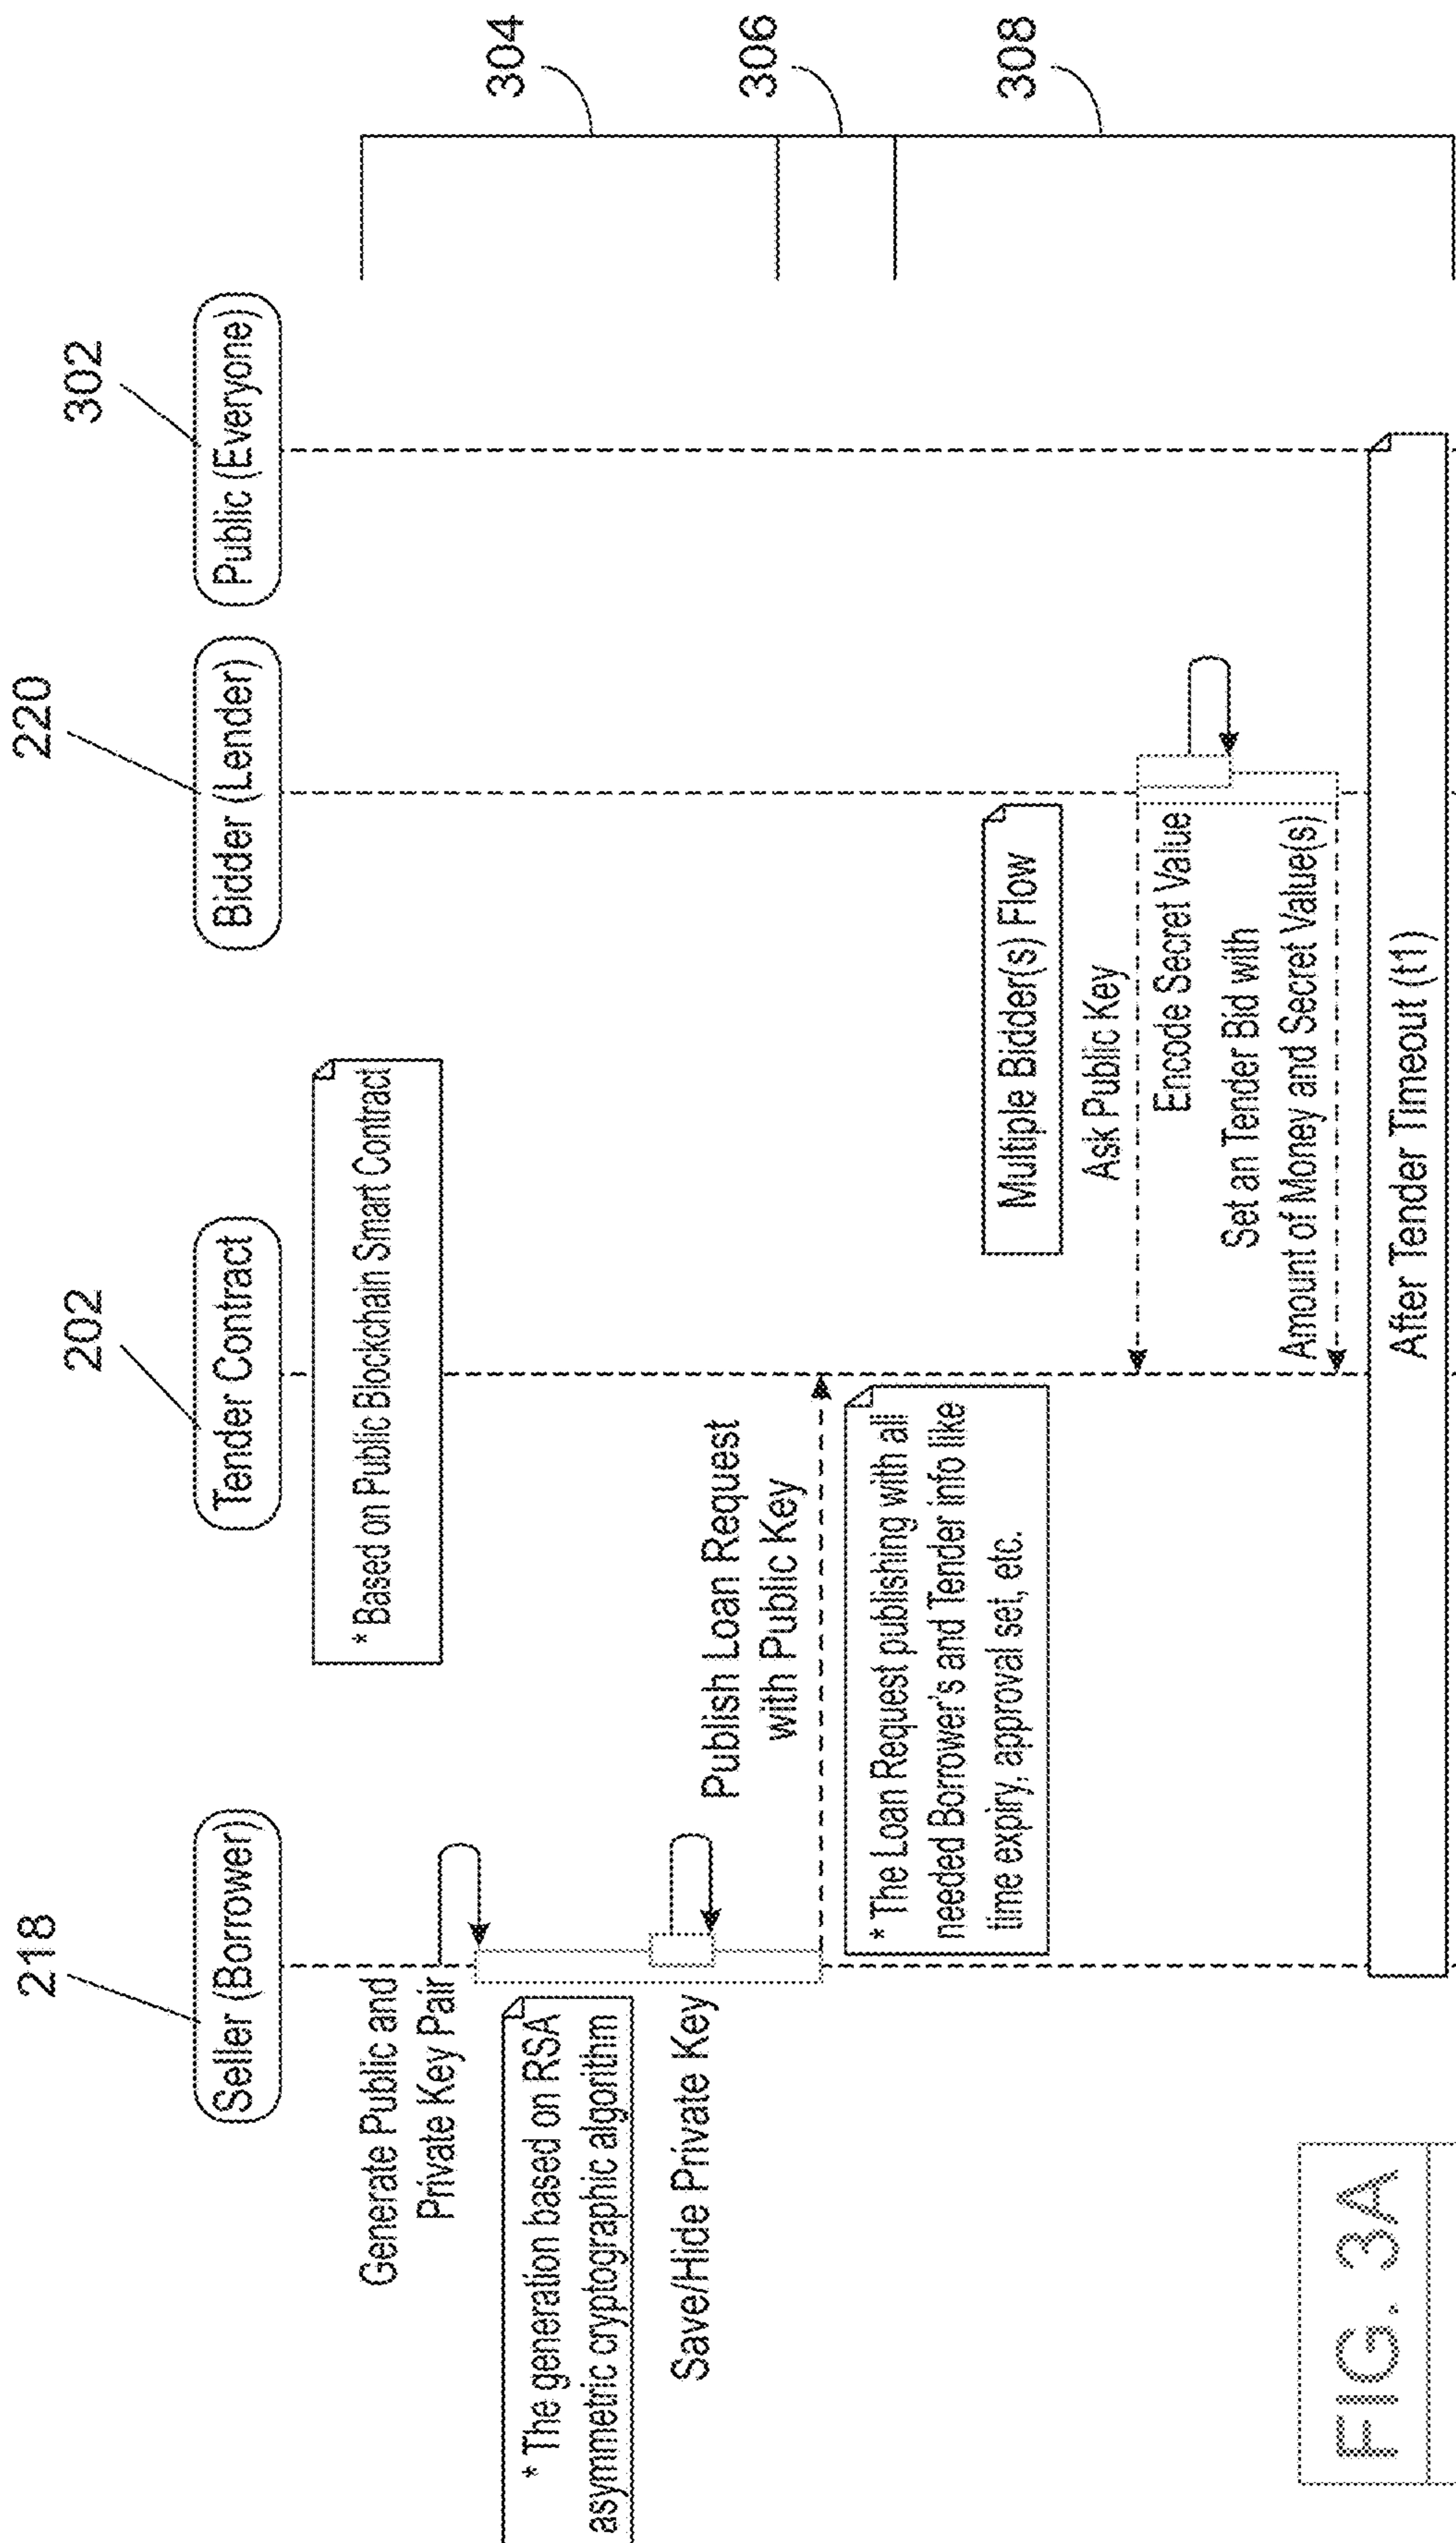 218
202
220
302
Seller (Borrower)
Tender Contract
Bidder (Lender)
Public (Everyone)
* Based on Public Blockchain Smart Contract
Generate Public and
Private Key Pair
304
* The generation based on RSA
asymmetric cryptographic algorithm
Save/Hide Private Key
Publish Loan Request
with Public Key
306
* The Loan Request publishing with all
needed Borrower's and Tender info like
time expiry, approval set, etc.
Multiple Bidder(s) Flow
308
Ask Public Key
Encode Secret Value
Set an Tender Bid with
Amount of Money and Secret Value(s)
After Tender Timeout (t1)
FIG. 3A